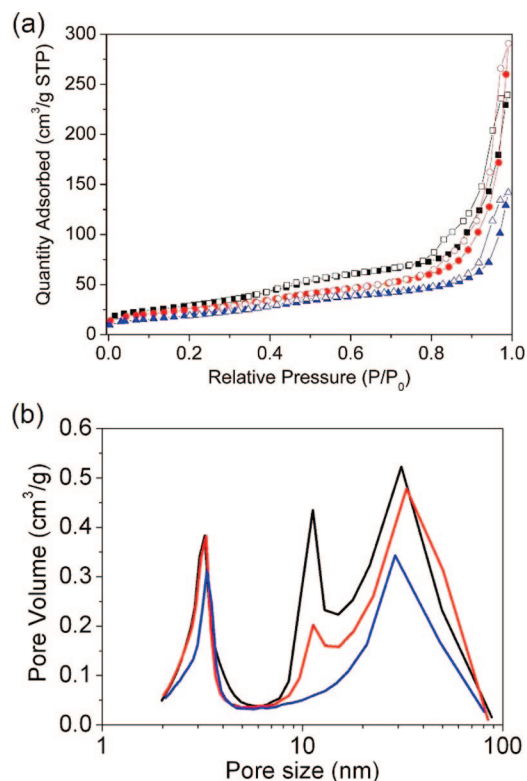 (a)
300
250
200
150
100
50
0
Quantity Adsorbed (cm³/g STP)
0.0 0.2 0.4 0.6 0.8 1.0
Relative Pressure (P/P₀)
(b)
0.6
0.5
0.4
0.3
0.2
0.1
0.0
Pore Volume (cm³/g)
1 10 100
Pore size (nm)